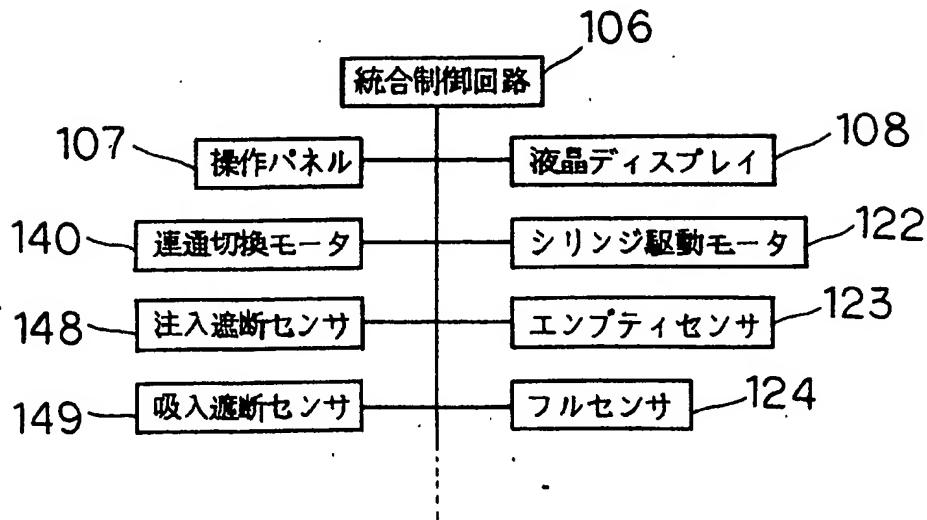 106
統合制御回路
107 操作パネル 液晶ディスプレイ 108
140 連通切換モータ シリンジ駆動モータ 122
148 注入遮断センサ エンプティセンサ 123
149 吸入遮断センサ フルセンサ 124